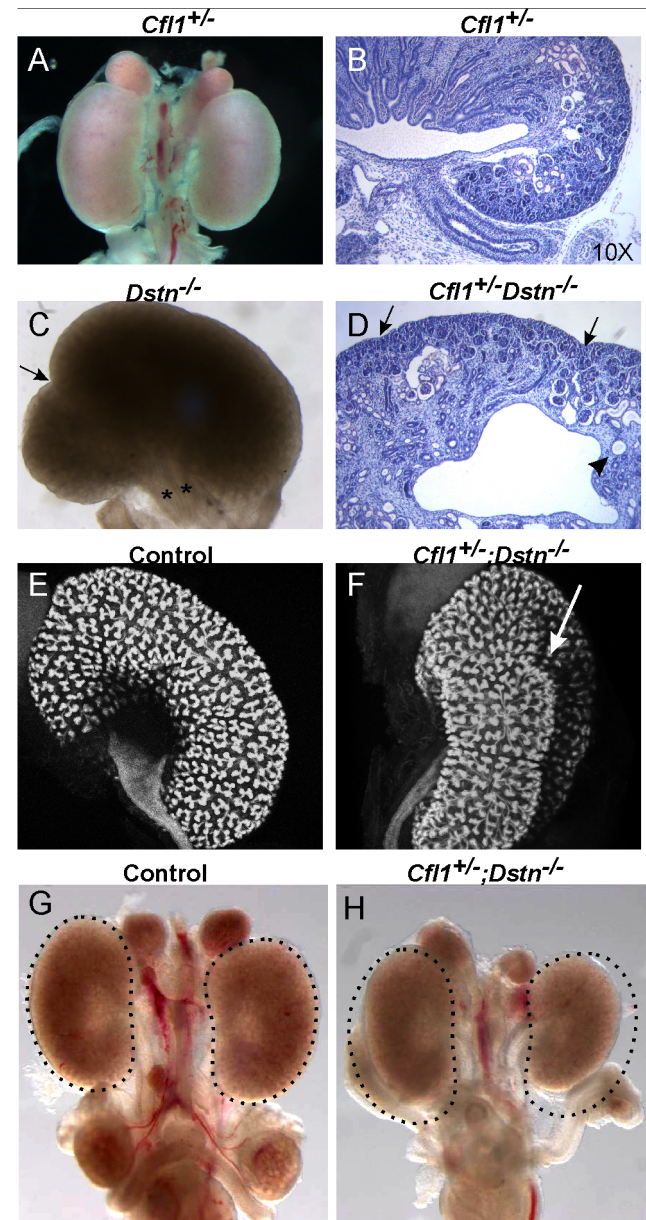 Cfl1+/- Cfl1+/-
A B
10X
Dstn-/- Cfl1+/-Dstn-/-
C D
* *
Control Cfl1+/-;Dstn-/-
E F
Control Cfl1+/-;Dstn-/-
G H